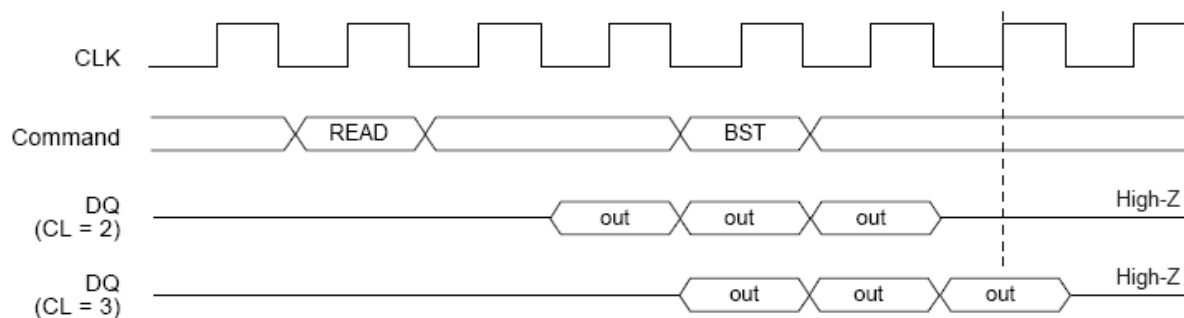 CLK
Command READ BST
DQ
(CL = 2) out out out High-Z
DQ
(CL = 3) out out out High-Z